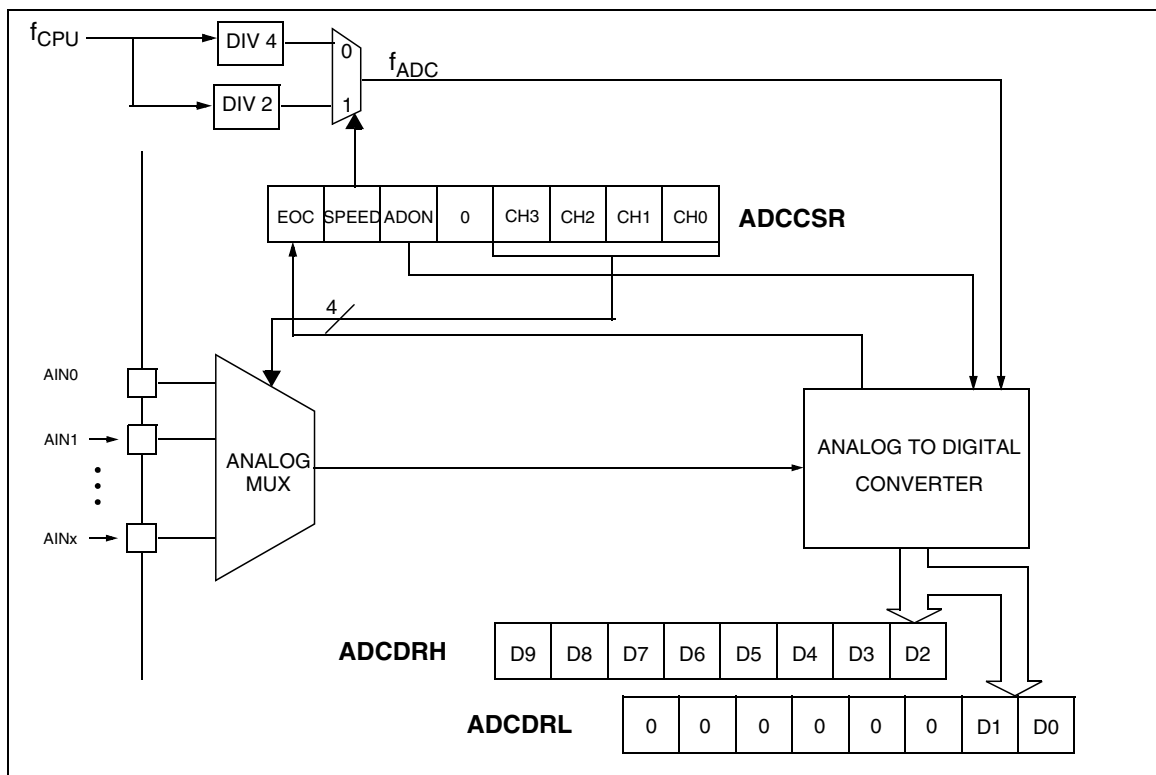 fCPU
DIV 4
0
fADC
DIV 2
1
EOC SPEED ADON 0 CH3 CH2 CH1 CH0 ADCCSR
4
AIN0
AIN1
ANALOG
MUX
ANALOG TO DIGITAL
CONVERTER
AINx
ADCDRH D9 D8 D7 D6 D5 D4 D3 D2
ADCDRL 0 0 0 0 0 0 D1 D0